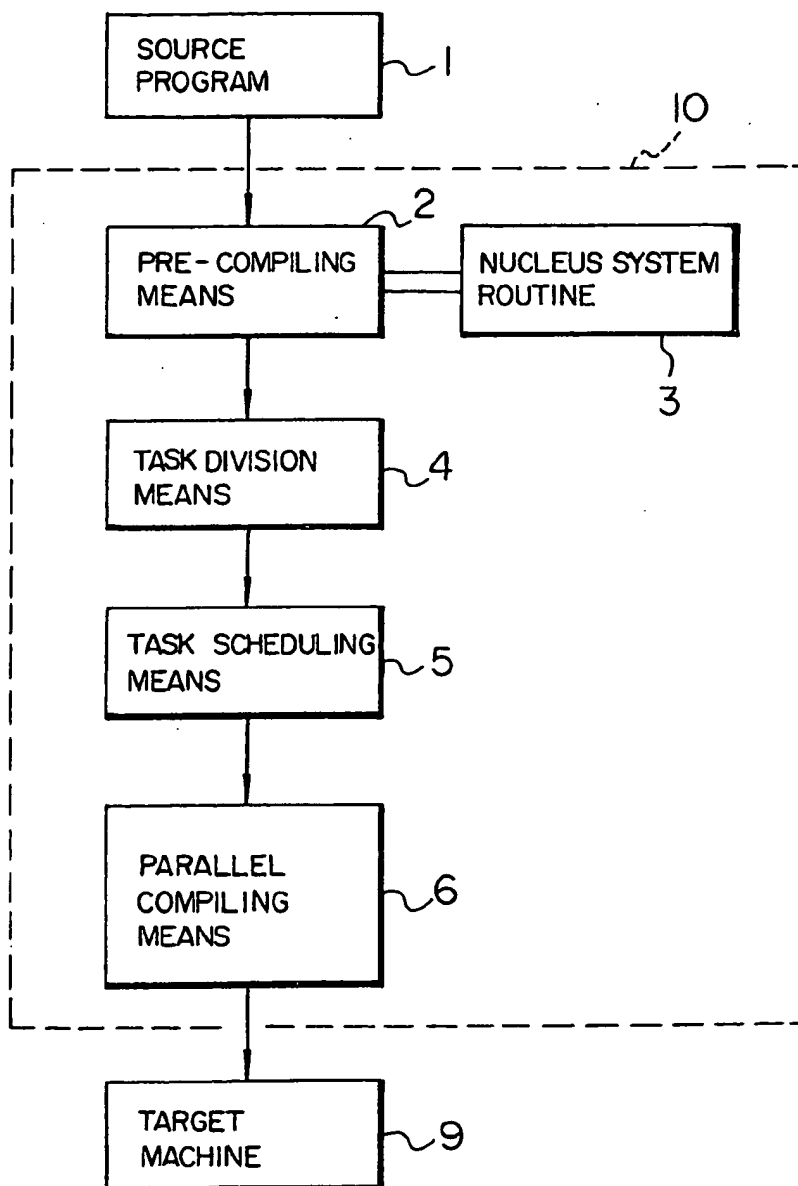 SOURCE
PROGRAM
1
10
2
PRE-COMPILING
MEANS
NUCLEUS SYSTEM
ROUTINE
3
TASK DIVISION
MEANS
4
TASK SCHEDULING
MEANS
5
PARALLEL
COMPILING
MEANS
6
TARGET
MACHINE
9